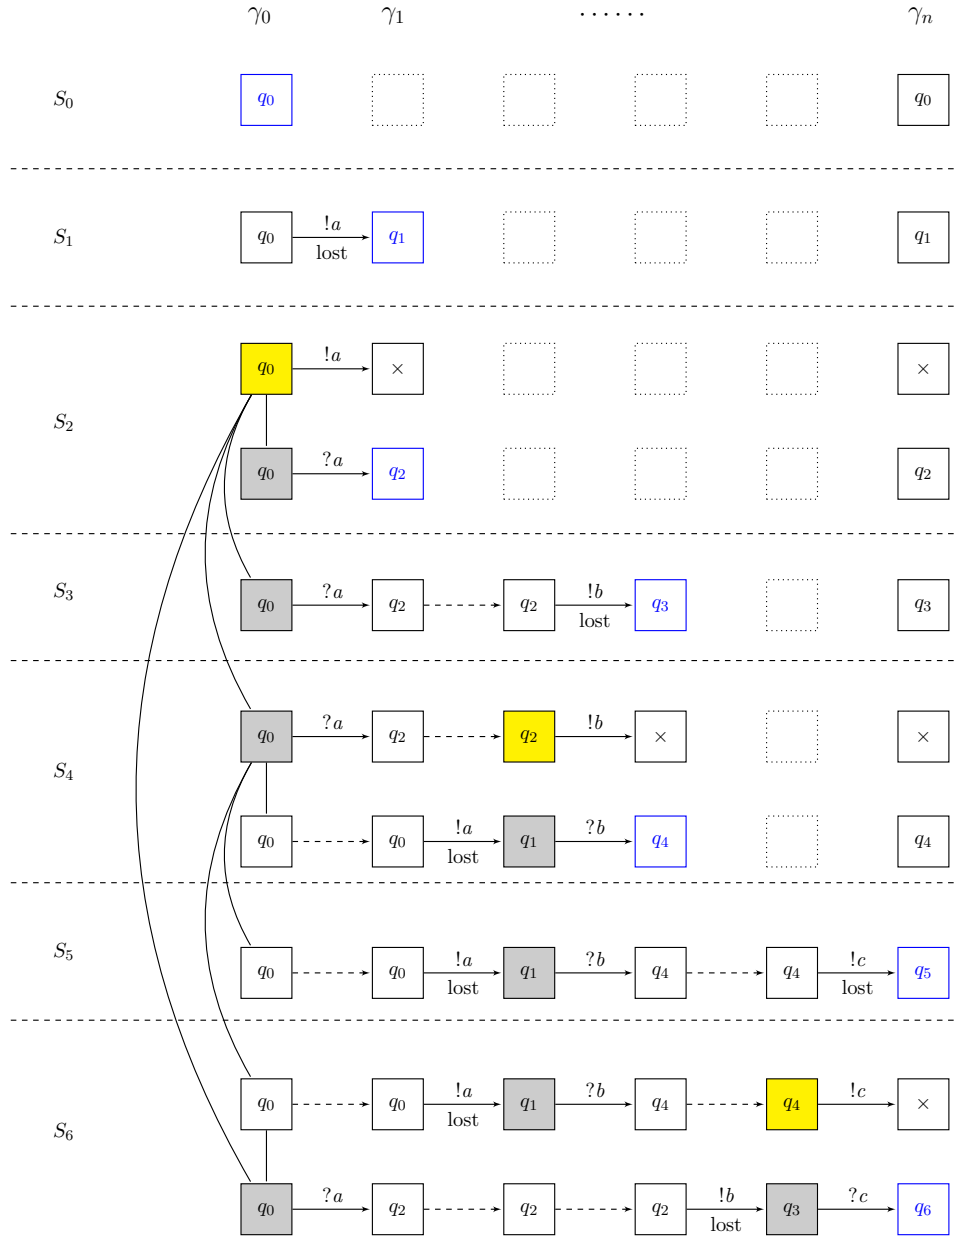 γ0 γ1 ⋯⋯ γn
S0 q0 q0
S1 q0 !a lost q1 q1
q0 !a × ×
S2
q0 ?a q2 q2
S3 q0 ?a q2 q2 !b lost q3 q3
q0 ?a q2 q2 !b × ×
S4
q0 q0 !a lost q1 ?b q4 q4
S5 q0 q0 !a lost q1 ?b q4 q4 !c lost q5
q0 q0 !a lost q1 ?b q4 q4 !c ×
S6
q0 ?a q2 q2 q2 !b lost q3 ?c q6